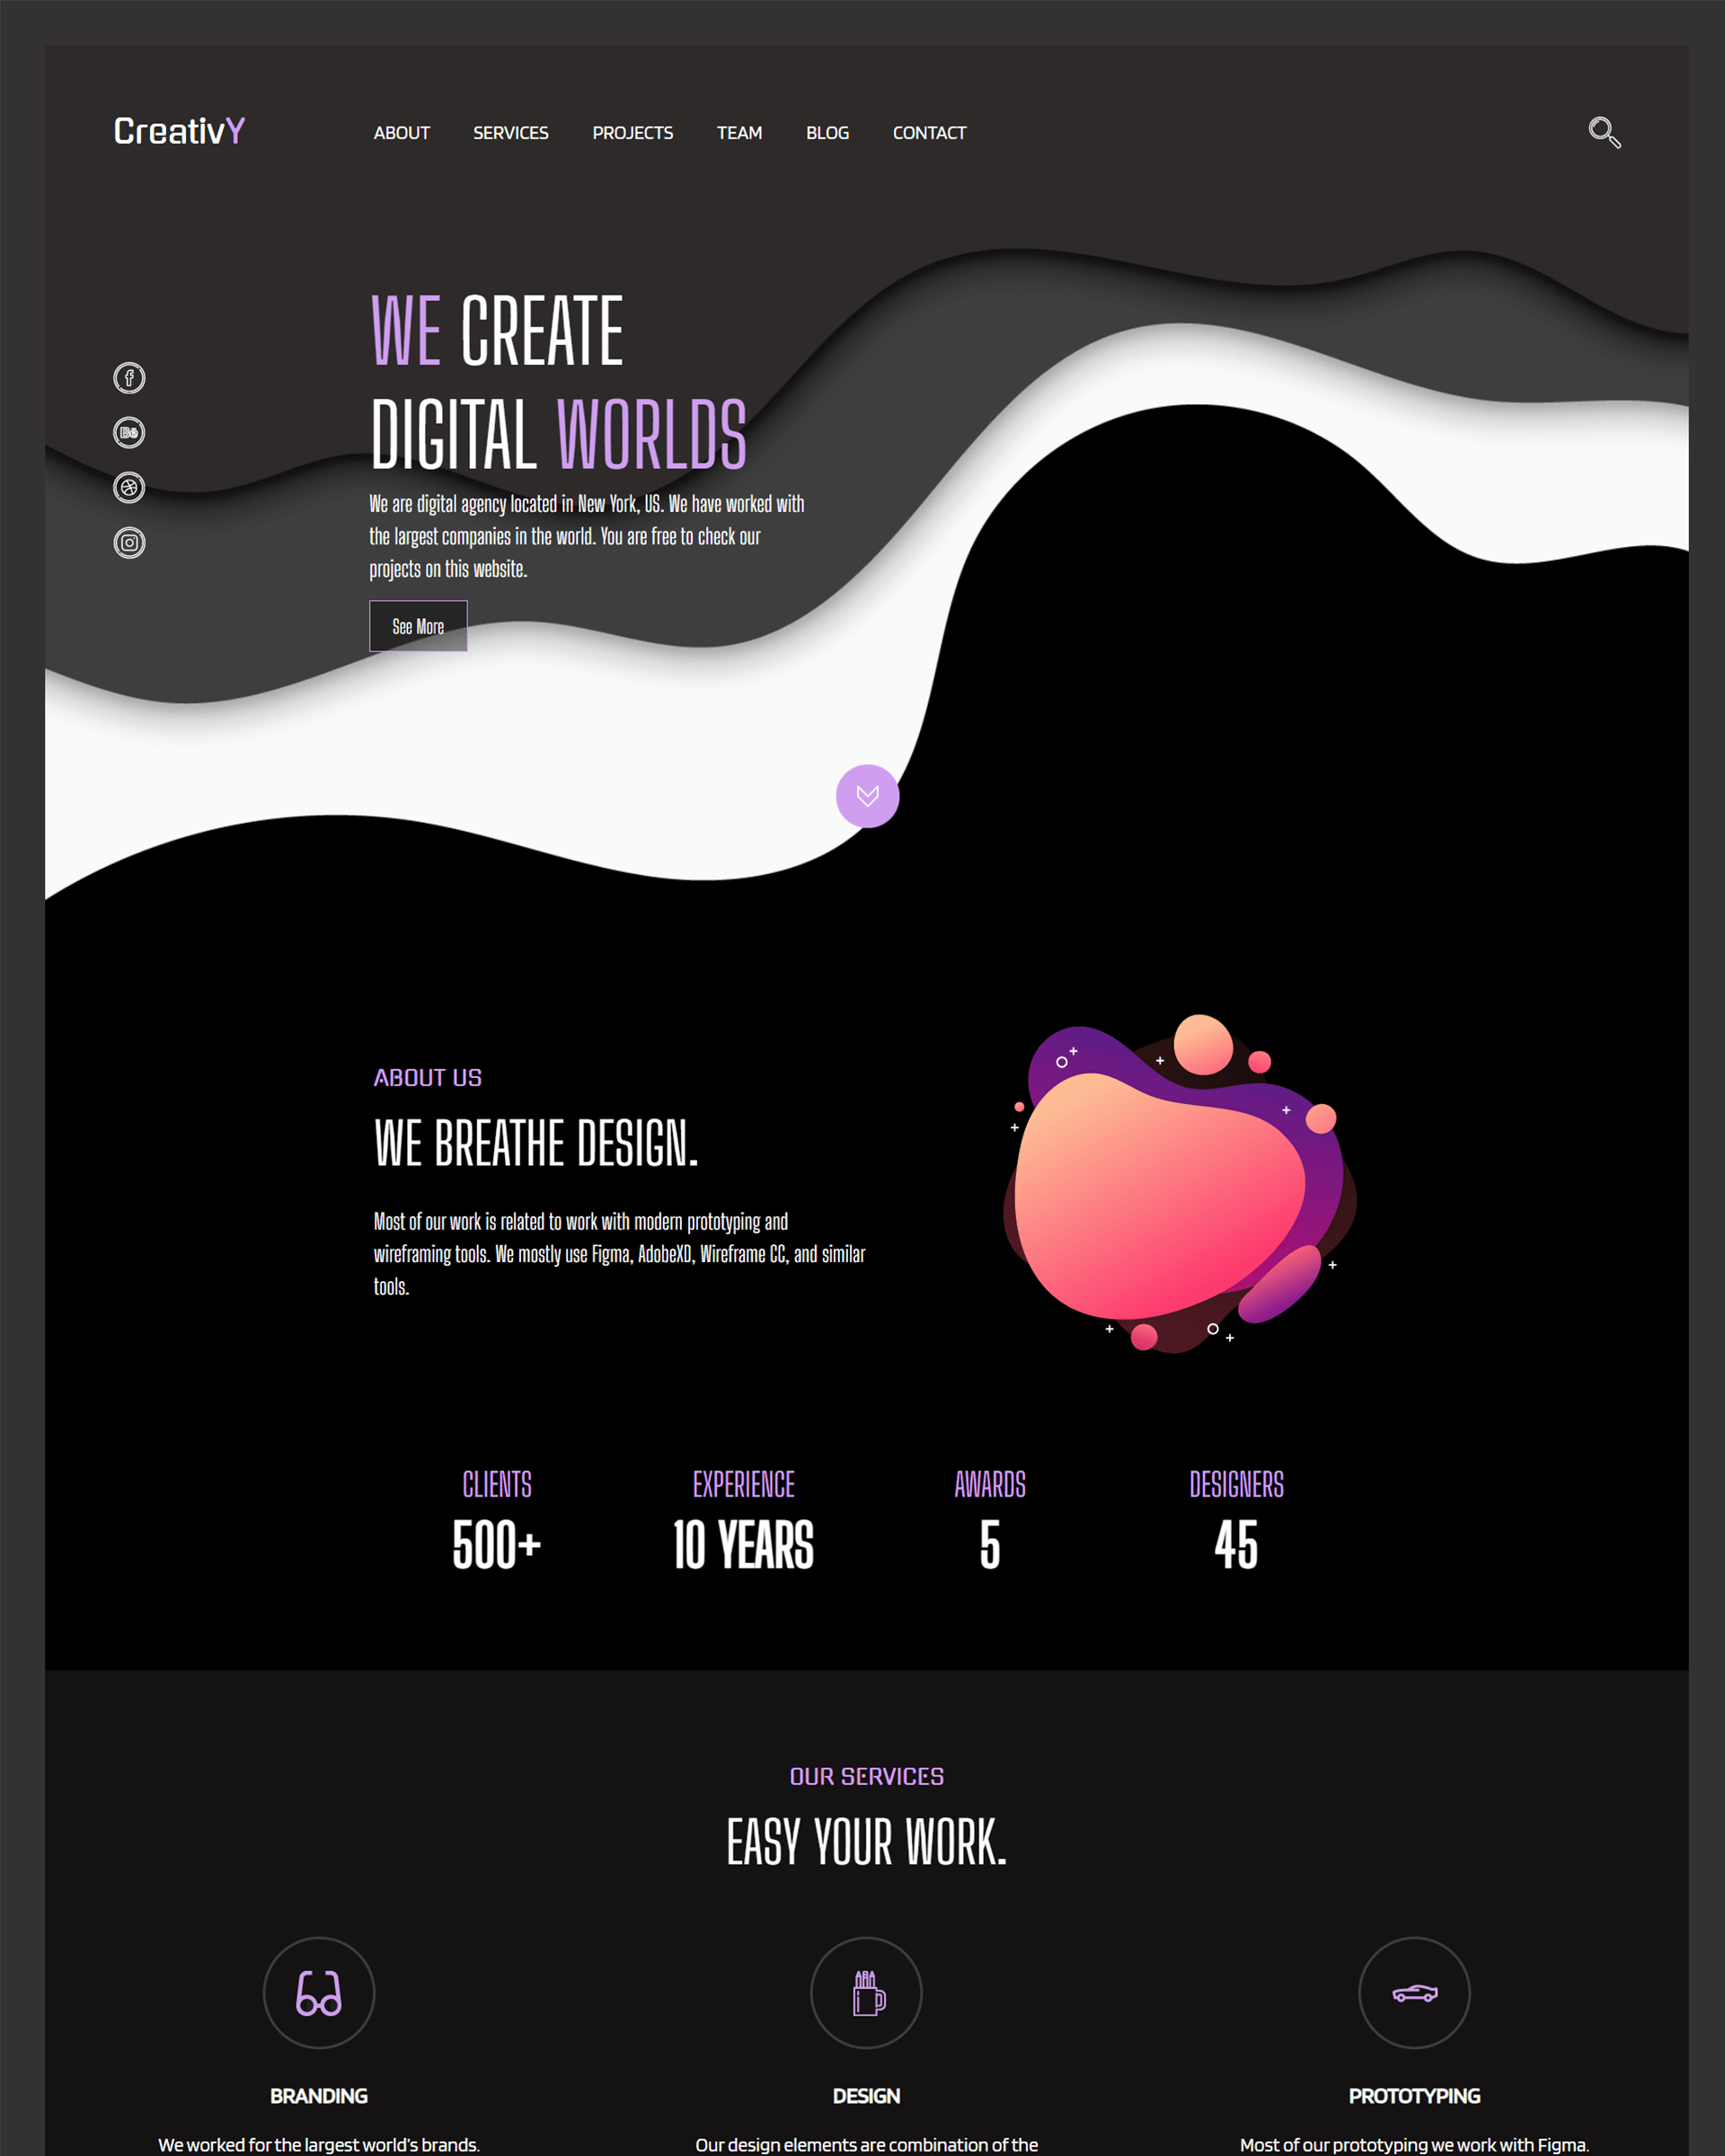 CreativY
ABOUT SERVICES PROJECTS TEAM BLOG CONTACT
WE CREATE
DIGITAL WORLDS
We are digital agency located in New York, US. We have worked with
the largest companies in the world. You are free to check our
projects on this website.
See More
ABOUT US
WE BREATHE DESIGN.
Most of our work is related to work with modern prototyping and
wireframing tools. We mostly use Figma, AdobeXD, Wireframe CC, and similar
tools.
CLIENTS EXPERIENCE AWARDS DESIGNERS
500+ 10 YEARS 5 45
OUR SERVICES
EASY YOUR WORK.
BRANDING DESIGN PROTOTYPING
We worked for the largest world's brands. Our design elements are combination of the Most of our prototyping we work with Figma.